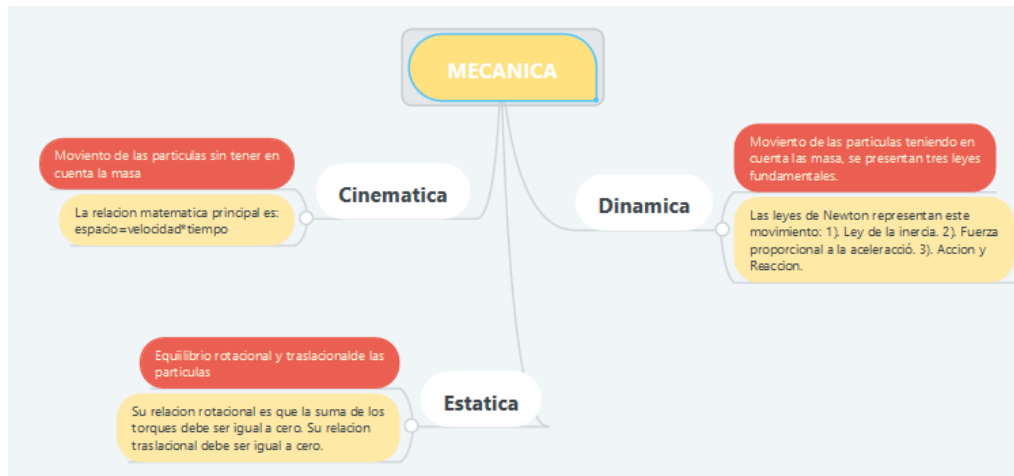 MECANICA
Moviento de las particulas sin tener en
cuenta la masa
La relacion matematica principal es:
espacio=velocidad*tiempo
Cinematica
Dinamica
Moviento de las particulas teniendo en
cuenta las masa, se presentan tres leyes
fundamentales.
Las leyes de Newton representan este
movimiento: 1). Ley de la inercia. 2). Fuerza
proporcional a la aceleracció. 3). Accion y
Reaccion.
Equilibrio rotacional y traslacionalde las
particulas
Su relacion rotacional es que la suma de los
torques debe ser igual a cero. Su relacion
traslacional debe ser igual a cero.
Estatica